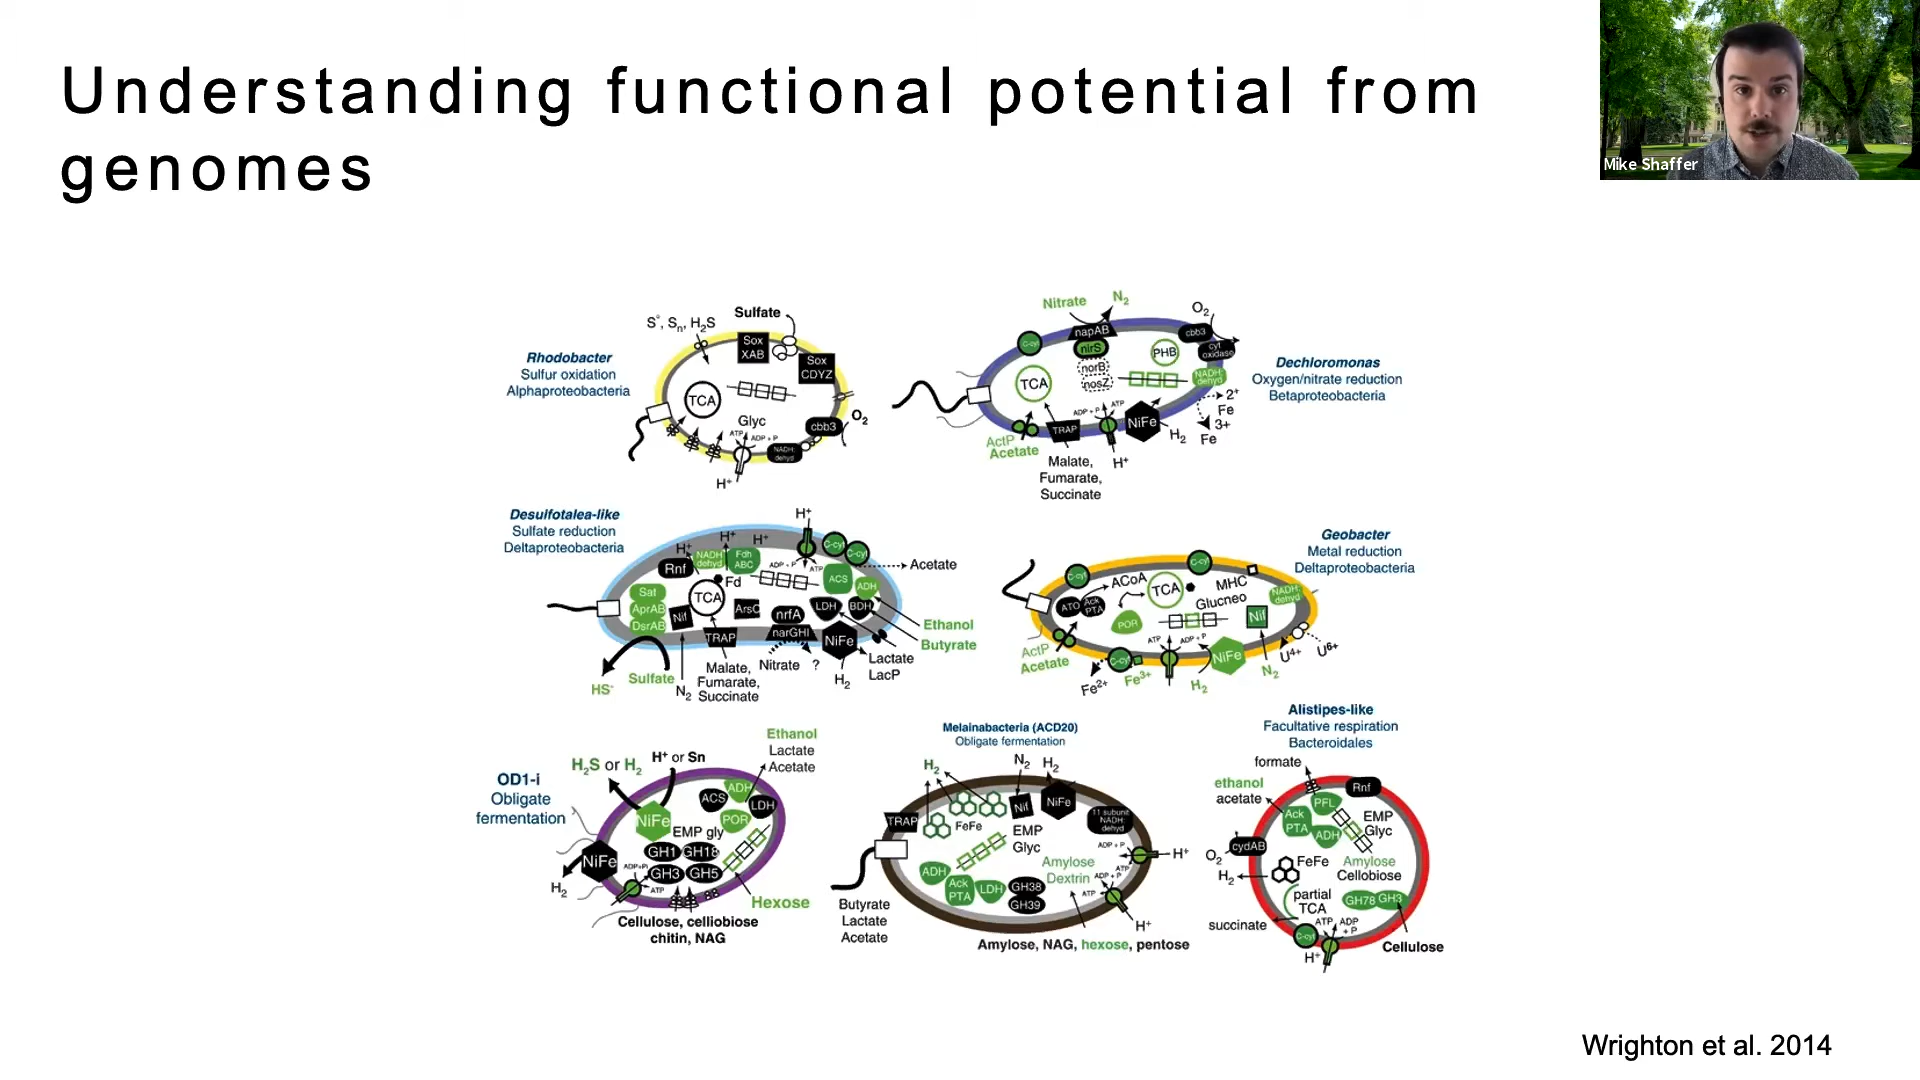 Understanding functional potential from
genomes
Mike Shaffer
Rhodobacter
Sulfur oxidation
Alphaproteobacteria
S°, Sn, H2S
Sulfate
Sox
XAB
Sox
CDYZ
TCA
Glyc
ATP
ADP + P
cbb3
O2
NADH:
dehyd
H+
Nitrate
N2
O2
napAB
nirS
norB
nosZ
C-cyt
PHB
cbb3
cyt
oxidase
NADH:
dehyd
TCA
2+
Fe
3+
Fe
ADP + P
ATP
TRAP
NiFe
H2
ActP
Acetate
Malate,
Fumarate,
Succinate
H+
Dechloromonas
Oxygen/nitrate reduction
Betaproteobacteria
Desulfotalea-like
Sulfate reduction
Deltaproteobacteria
H+
H+
H+
H+
Rnf
NADH
dehyd
Fdh
ABC
Fd
ADP + P
ATP
C-cyt
C-cyt
Acetate
ACS
ADH
Sat
AprAB
DsrAB
Nif
TCA
ArsC
nrfA
narGHI
LDH
BDH
NiFe
TRAP
Ethanol
Butyrate
Lactate
LacP
HS-
Sulfate
N2
Malate,
Fumarate,
Succinate
Nitrate ?
H2
Geobacter
Metal reduction
Deltaproteobacteria
C-cyt
C-cyt
ACoA
TCA
MHC
Glucneo
NADH:
dehyd
ATO
Ack
PTA
POR
Nif
ATP
ADP + P
NiFe
ActP
Acetate
C-cyt
Fe2+
Fe3+
H2
N2
U4+
U6+
OD1-i
Obligate
fermentation
H2S or H2
H+ or Sn
Ethanol
Lactate
Acetate
ACS
ADH
LDH
POR
NiFe
EMP gly
GH1
GH18
GH3
GH5
NiFe
ADP+Pi
ATP
H2
Hexose
Cellulose, celliobiose
chitin, NAG
Melainabacteria (ACD20)
Obligate fermentation
H2
N2
H2
TRAP
FeFe
Nif
NiFe
11 subunit
NADH:
dehyd
EMP
Glyc
Amylose
Dextrin
ADP + P
ATP
H+
ADP + P
ATP
H+
ADH
Ack
PTA
LDH
GH38
GH39
Butyrate
Lactate
Acetate
Amylose, NAG, hexose, pentose
Alistipes-like
Facultative respiration
Bacteroidales
formate
ethanol
acetate
Rnf
PFL
Ack
PTA
ADH
EMP
Glyc
cydAB
O2
H2
FeFe
Amylose
Cellobiose
partial
TCA
GH78
GH3
succinate
ATP
ADP
+ P
C-cyt
H+
Cellulose
Wrighton et al. 2014